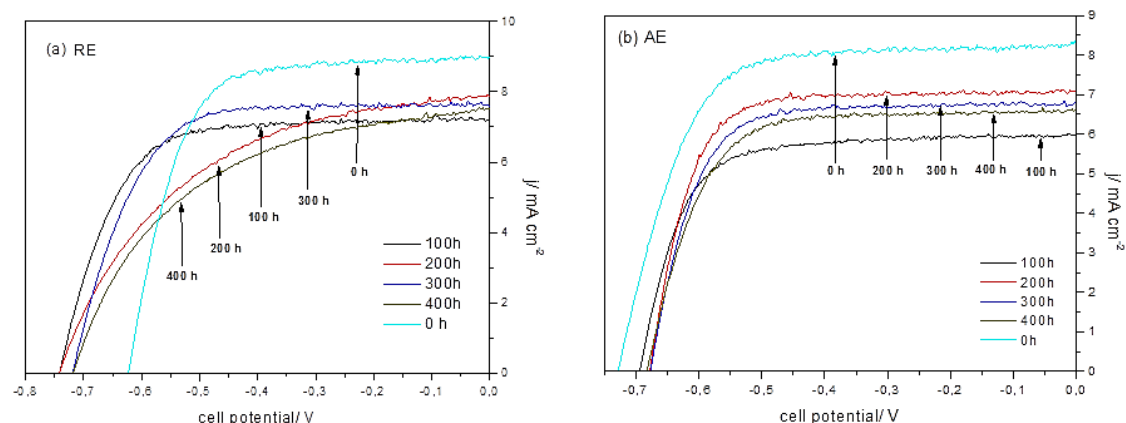 (a) RE
10
8
6
4
2
0
j/ mA cm-2
0 h
300 h
100 h
200 h
400 h
100h
200h
300h
400h
0 h
-0,8 -0,7 -0,6 -0,5 -0,4 -0,3 -0,2 -0,1 0,0
cell potential/ V
(b) AE
9
8
7
6
5
4
3
2
1
0
j/ mA cm-2
0 h 200 h 300 h 400 h 100 h
100h
200h
300h
400h
0h
-0,7 -0,6 -0,5 -0,4 -0,3 -0,2 -0,1 0,0
cell potential/ V